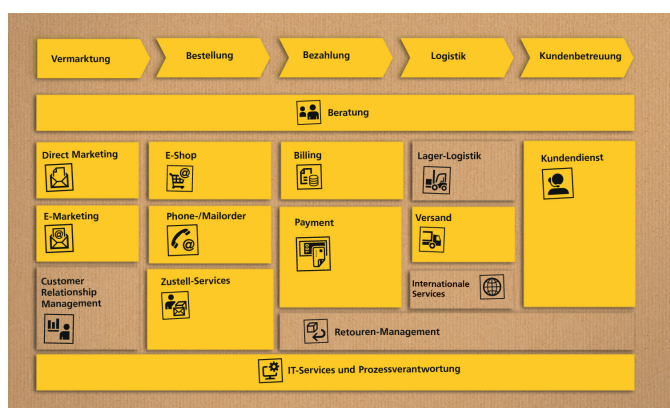 Vermarktung
Bestellung
Bezahlung
Logistik
Kundenbetreuung
Beratung
Direct Marketing
E-Shop
Billing
Lager-Logistik
Kundendienst
E-Marketing
Phone-/Mailorder
Payment
Versand
Customer
Relationship
Management
Zustell-Services
Internationale
Services
Retouren-Management
IT-Services und Prozessverantwortung